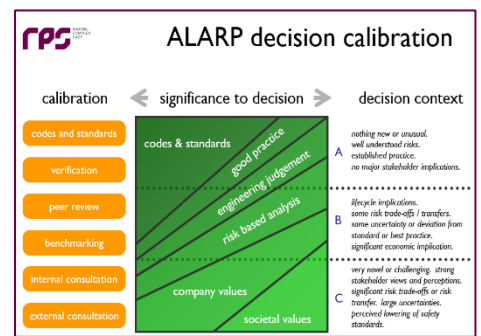 rps MAKING COMPLEX EASY
ALARP decision calibration
calibration
significance to decision
decision context
codes and standards
verification
peer review
benchmarking
internal consultation
external consultation
codes & standards
good practice
engineering judgement
risk based analysis
company values
societal values
A
nothing new or unusual.
well understood risks.
established practice.
no major stakeholder implications.
B
lifecycle implications.
some risk trade-offs / transfers.
some uncertainty or deviation from
standard or best practice.
significant economic implication.
C
very novel or challenging. strong
stakeholder views and perceptions.
significant risk trade-offs or risk
transfer. large uncertainties.
perceived lowering of safety
standards.